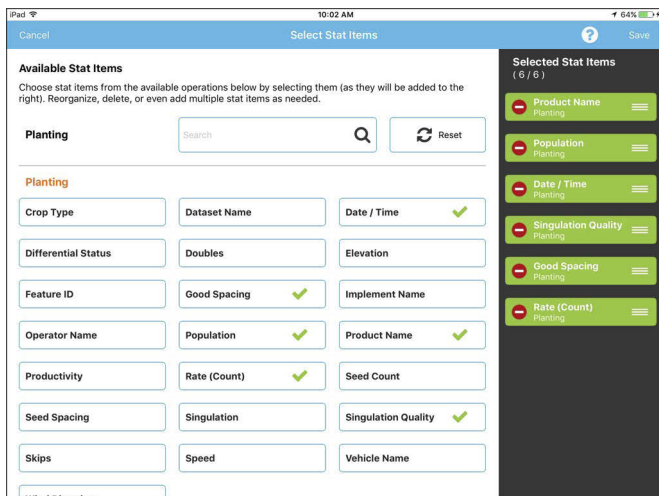 iPad 10:02 AM 64%
Cancel Select Stat Items ? Save
Available Stat Items
Choose stat items from the available operations below by selecting them (as they will be added to the
right). Reorganize, delete, or even add multiple stat items as needed.
Planting Search Reset
Planting
Crop Type Dataset Name Date / Time
Differential Status Doubles Elevation
Feature ID Good Spacing Implement Name
Operator Name Population Product Name
Productivity Rate (Count) Seed Count
Seed Spacing Singulation Singulation Quality
Skips Speed Vehicle Name
Selected Stat Items
( 6 / 6 )
Product Name
Planting
Population
Planting
Date / Time
Planting
Singulation Quality
Planting
Good Spacing
Planting
Rate (Count)
Planting